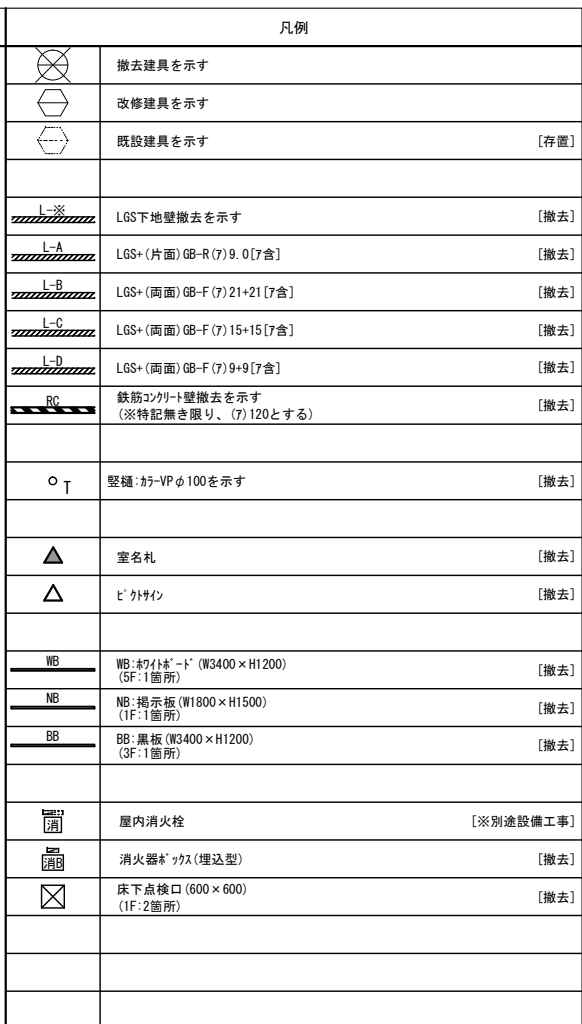 凡例
撤去建具を示す
改修建具を示す
既設建具を示す [存置]
L-※ LGS下地壁撤去を示す [撤去]
L-A LGS+(片面)GB-R(ｱ)9.0[ｱ含] [撤去]
L-B LGS+(両面)GB-F(ｱ)21+21[ｱ含] [撤去]
L-C LGS+(両面)GB-F(ｱ)15+15[ｱ含] [撤去]
L-D LGS+(両面)GB-F(ｱ)9+9[ｱ含] [撤去]
RC 鉄筋ｺﾝｸﾘｰﾄ壁撤去を示す [撤去]
(※特記無き限り、(ｱ)120とする)
T 竪樋:ｶﾗｰVPφ100を示す [撤去]
室名札 [撤去]
ﾋﾟｸﾄｻｲﾝ [撤去]
WB WB:ﾎﾜｲﾄﾎﾞｰﾄﾞ(W3400×H1200) [撤去]
(5F:1箇所)
NB NB:掲示板(W1800×H1500) [撤去]
(1F:1箇所)
BB BB:黒板(W3400×H1200) [撤去]
(3F:1箇所)
消 屋内消火栓 [※別途設備工事]
消B 消火器ﾎﾞｯｸｽ(埋込型) [撤去]
床下点検口(600×600) [撤去]
(1F:2箇所)